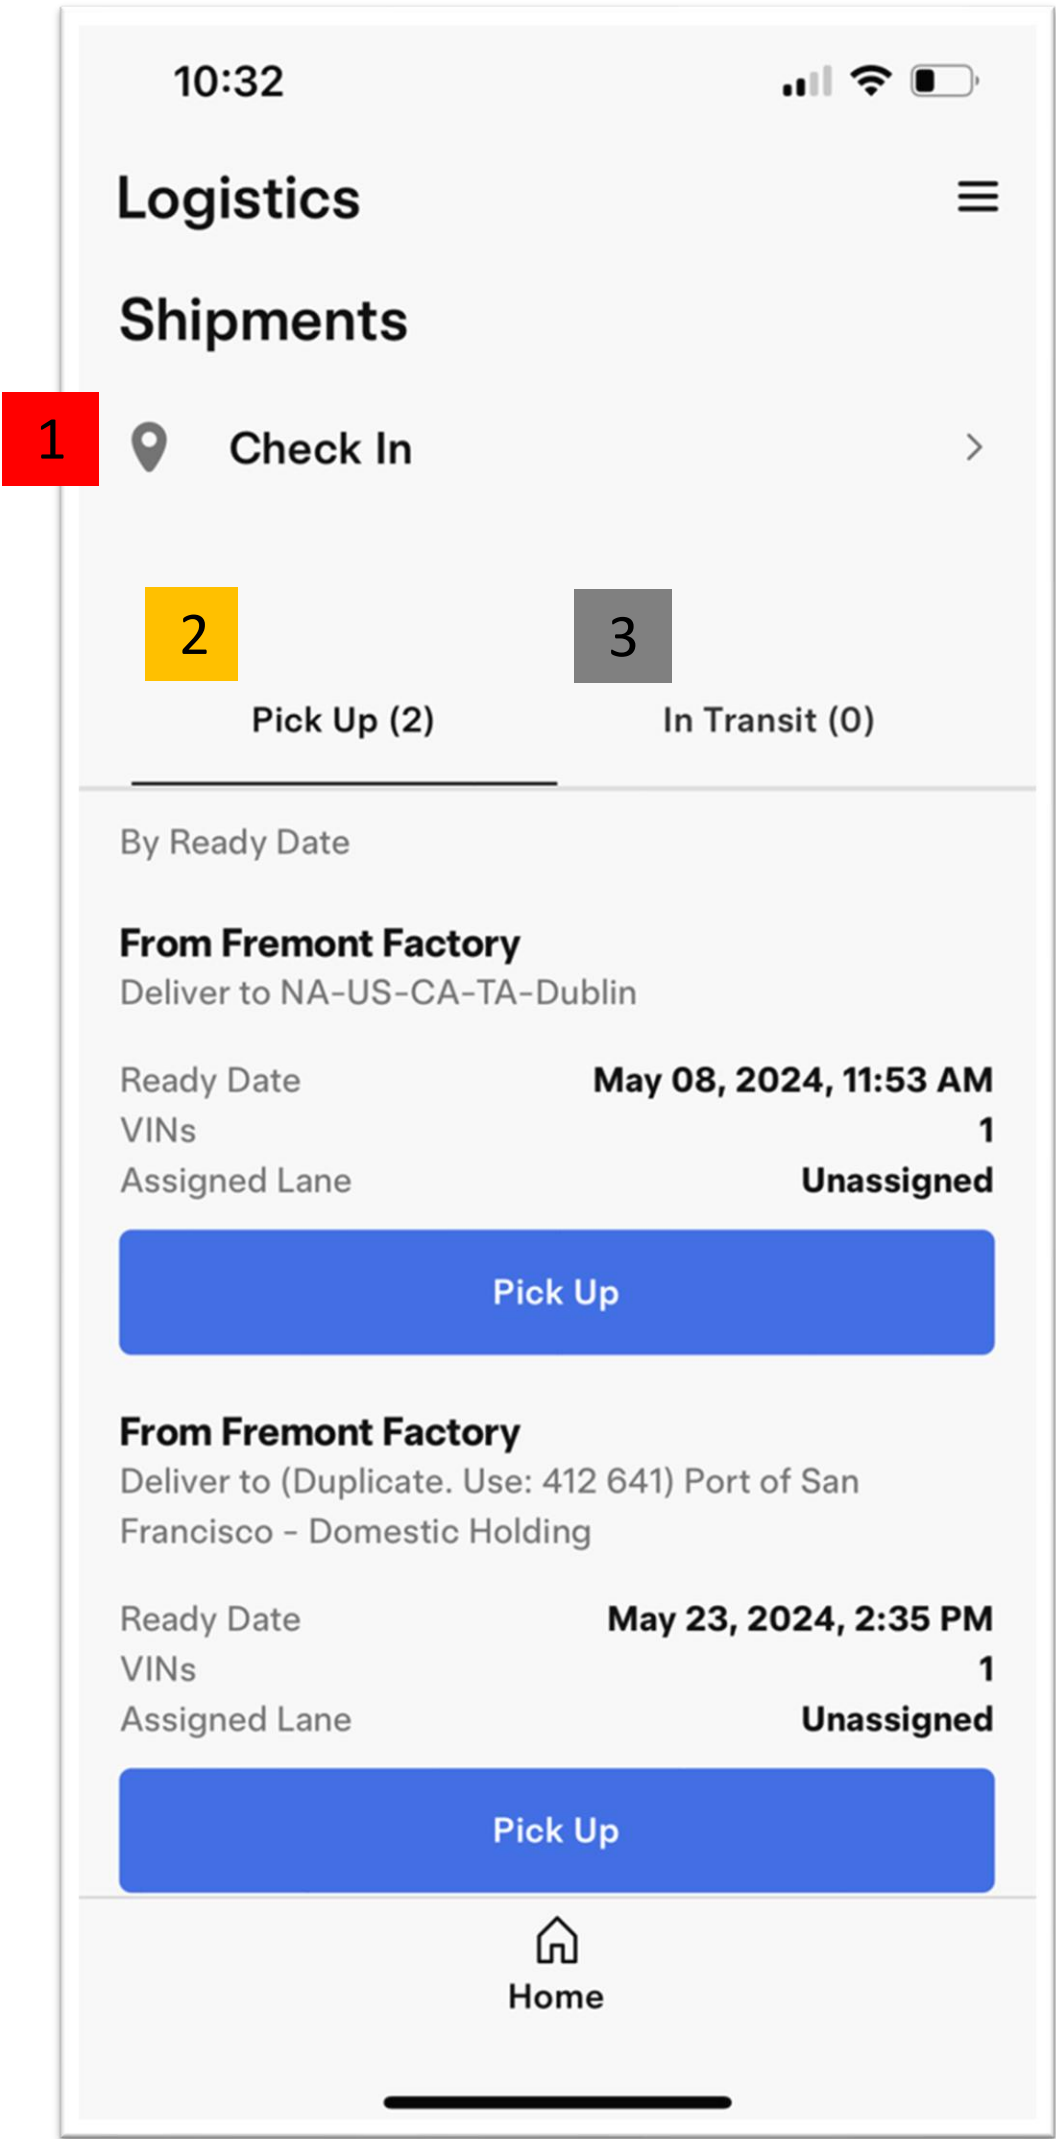 10:32
Logistics
Shipments
1
Check In
2
3
Pick Up (2)
In Transit (0)
By Ready Date
From Fremont Factory
Deliver to NA-US-CA-TA-Dublin
Ready Date May 08, 2024, 11:53 AM
VINs 1
Assigned Lane Unassigned
Pick Up
From Fremont Factory
Deliver to (Duplicate. Use: 412 641) Port of San
Francisco - Domestic Holding
Ready Date May 23, 2024, 2:35 PM
VINs 1
Assigned Lane Unassigned
Pick Up
Home